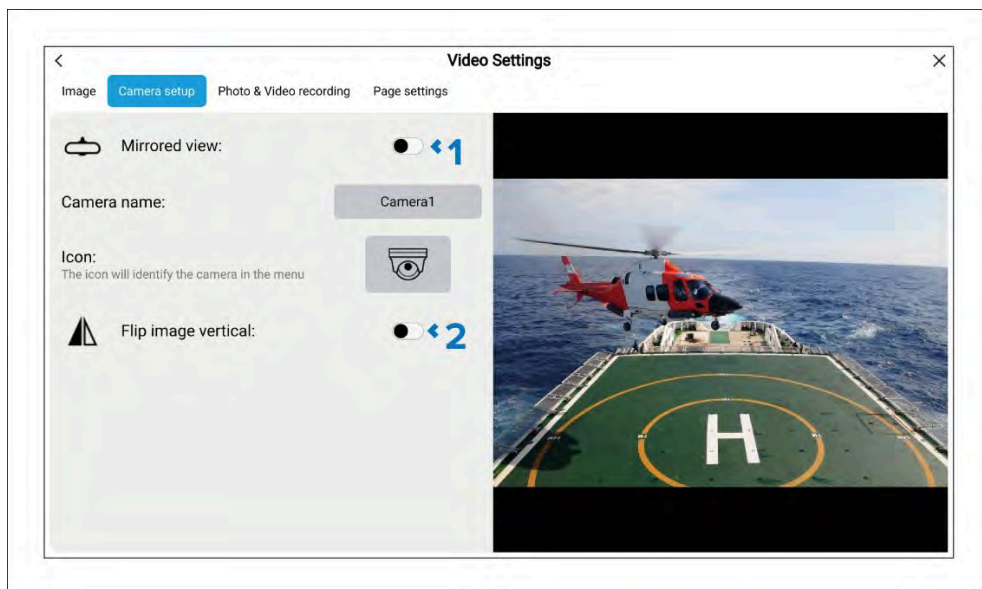 Video Settings
Image Camera setup Photo & Video recording Page settings
Mirrored view:
1
Camera name: Camera1
Icon:
The icon will identify the camera in the menu
Flip image vertical:
2
H